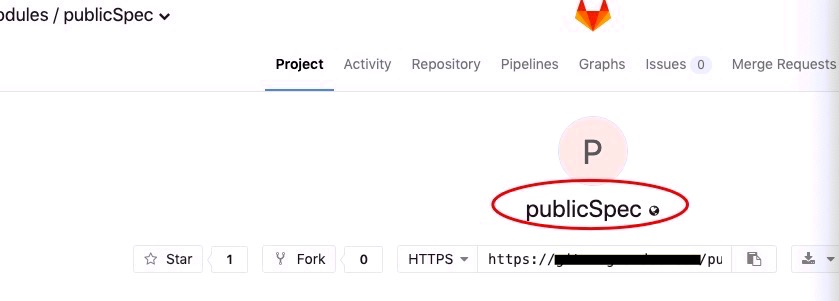 odules / publicSpec
Project Activity Repository Pipelines Graphs Issues 0 Merge Requests
P
publicSpec
Star 1 Fork 0 HTTPS https:// /pu